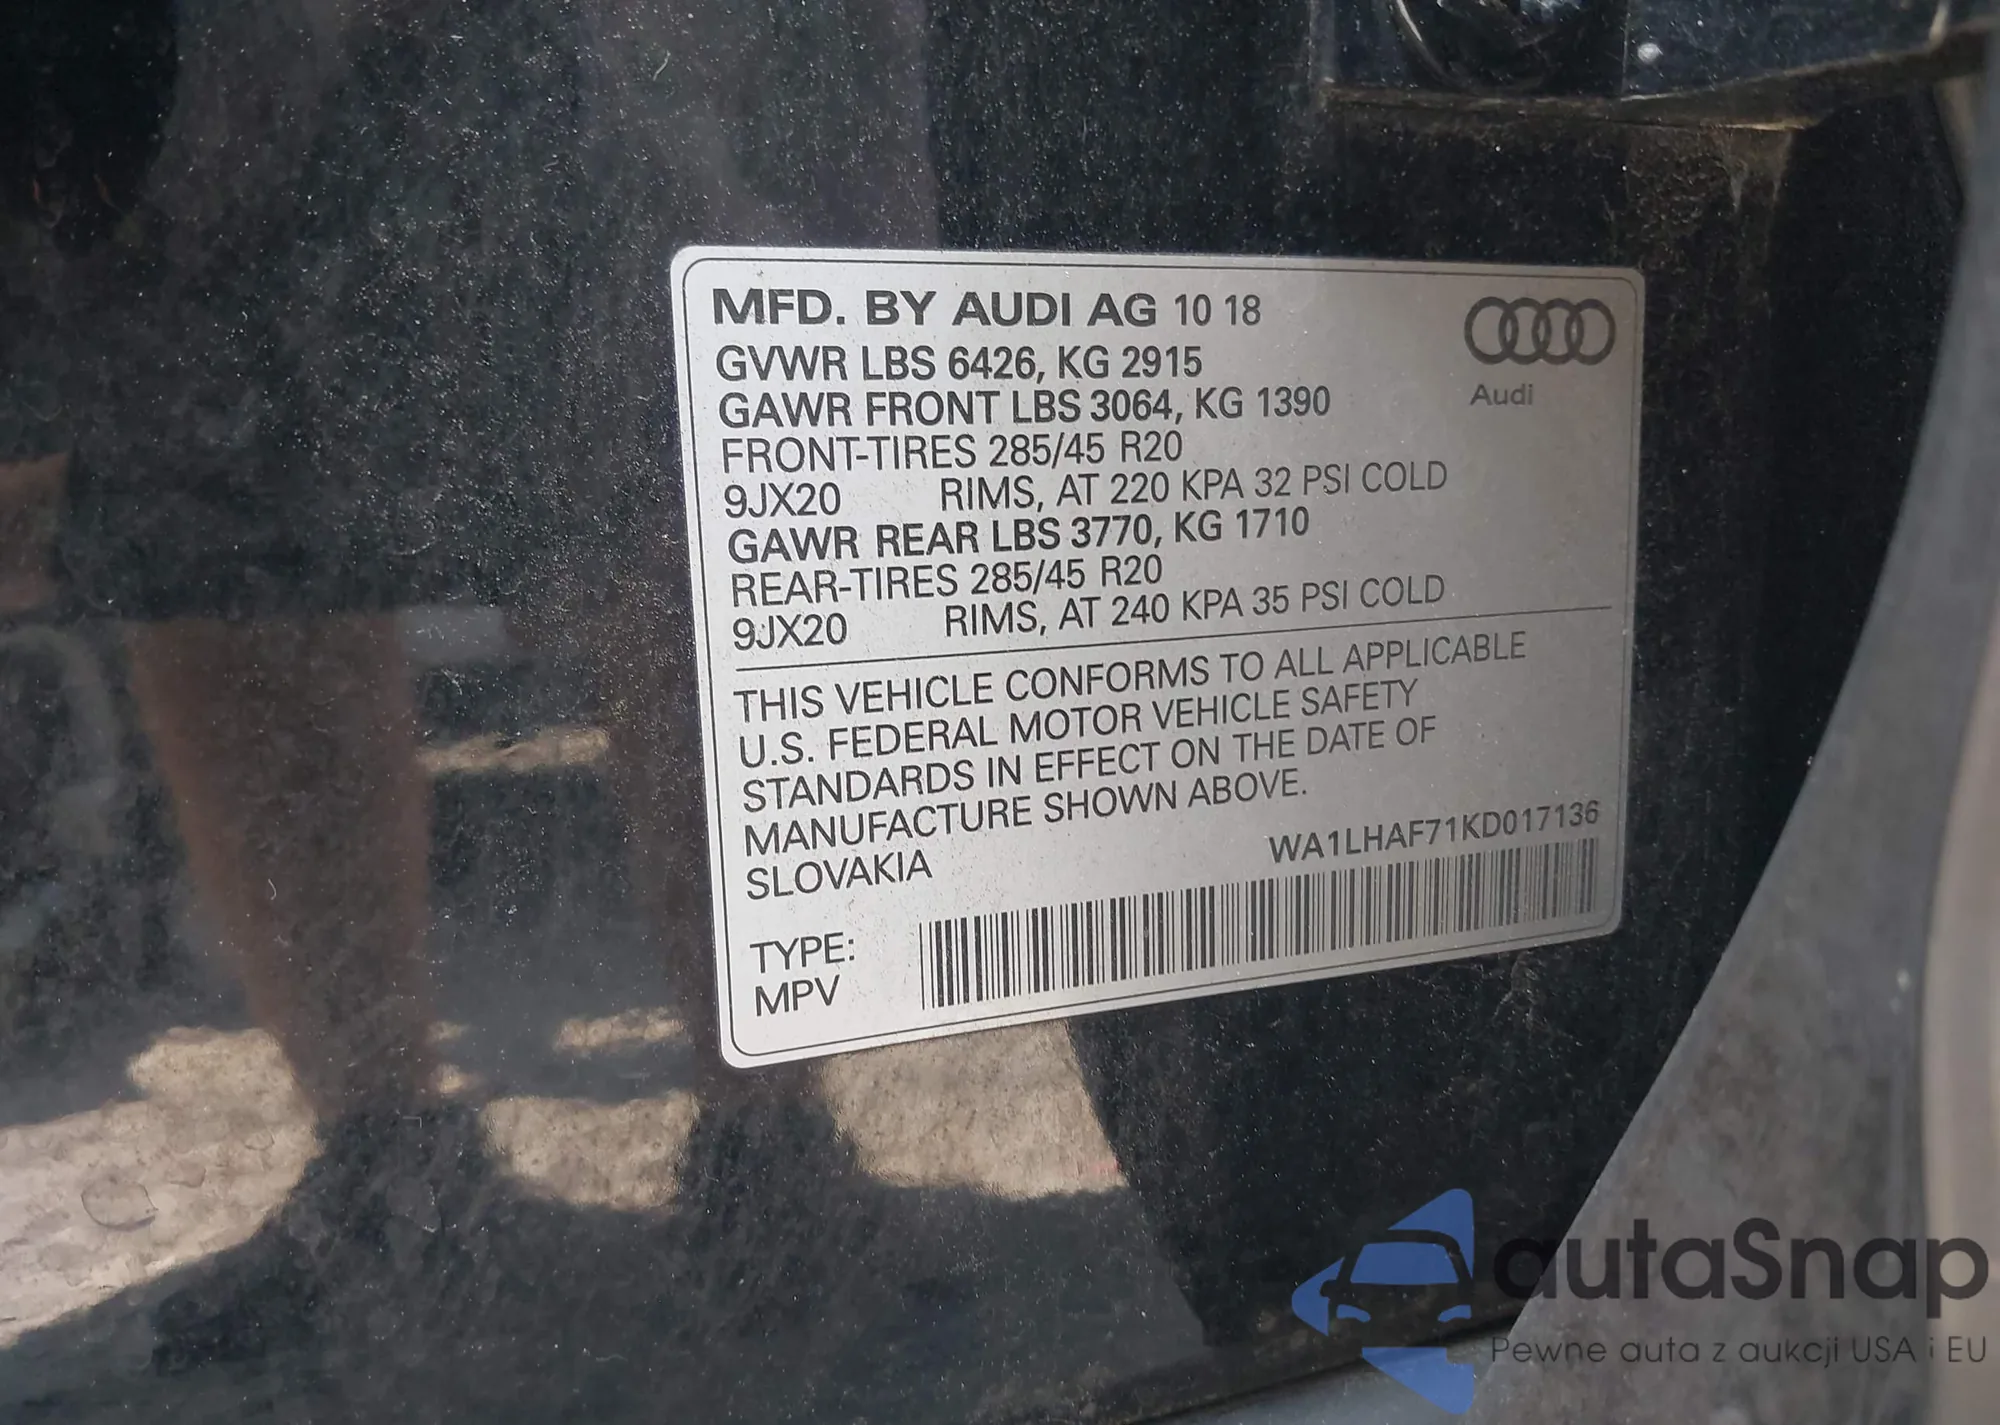 MFD. BY AUDI AG 10 18
GVWR LBS 6426, KG 2915
GAWR FRONT LBS 3064, KG 1390
FRONT-TIRES 285/45 R20
9JX20 RIMS, AT 220 KPA 32 PSI COLD
GAWR REAR LBS 3770, KG 1710
REAR-TIRES 285/45 R20
9JX20 RIMS, AT 240 KPA 35 PSI COLD
Audi
THIS VEHICLE CONFORMS TO ALL APPLICABLE
U.S. FEDERAL MOTOR VEHICLE SAFETY
STANDARDS IN EFFECT ON THE DATE OF
MANUFACTURE SHOWN ABOVE.
SLOVAKIA
WA1LHAF71KD017136
TYPE:
MPV
autaSnap
Pewne auta z aukcji USA i EU